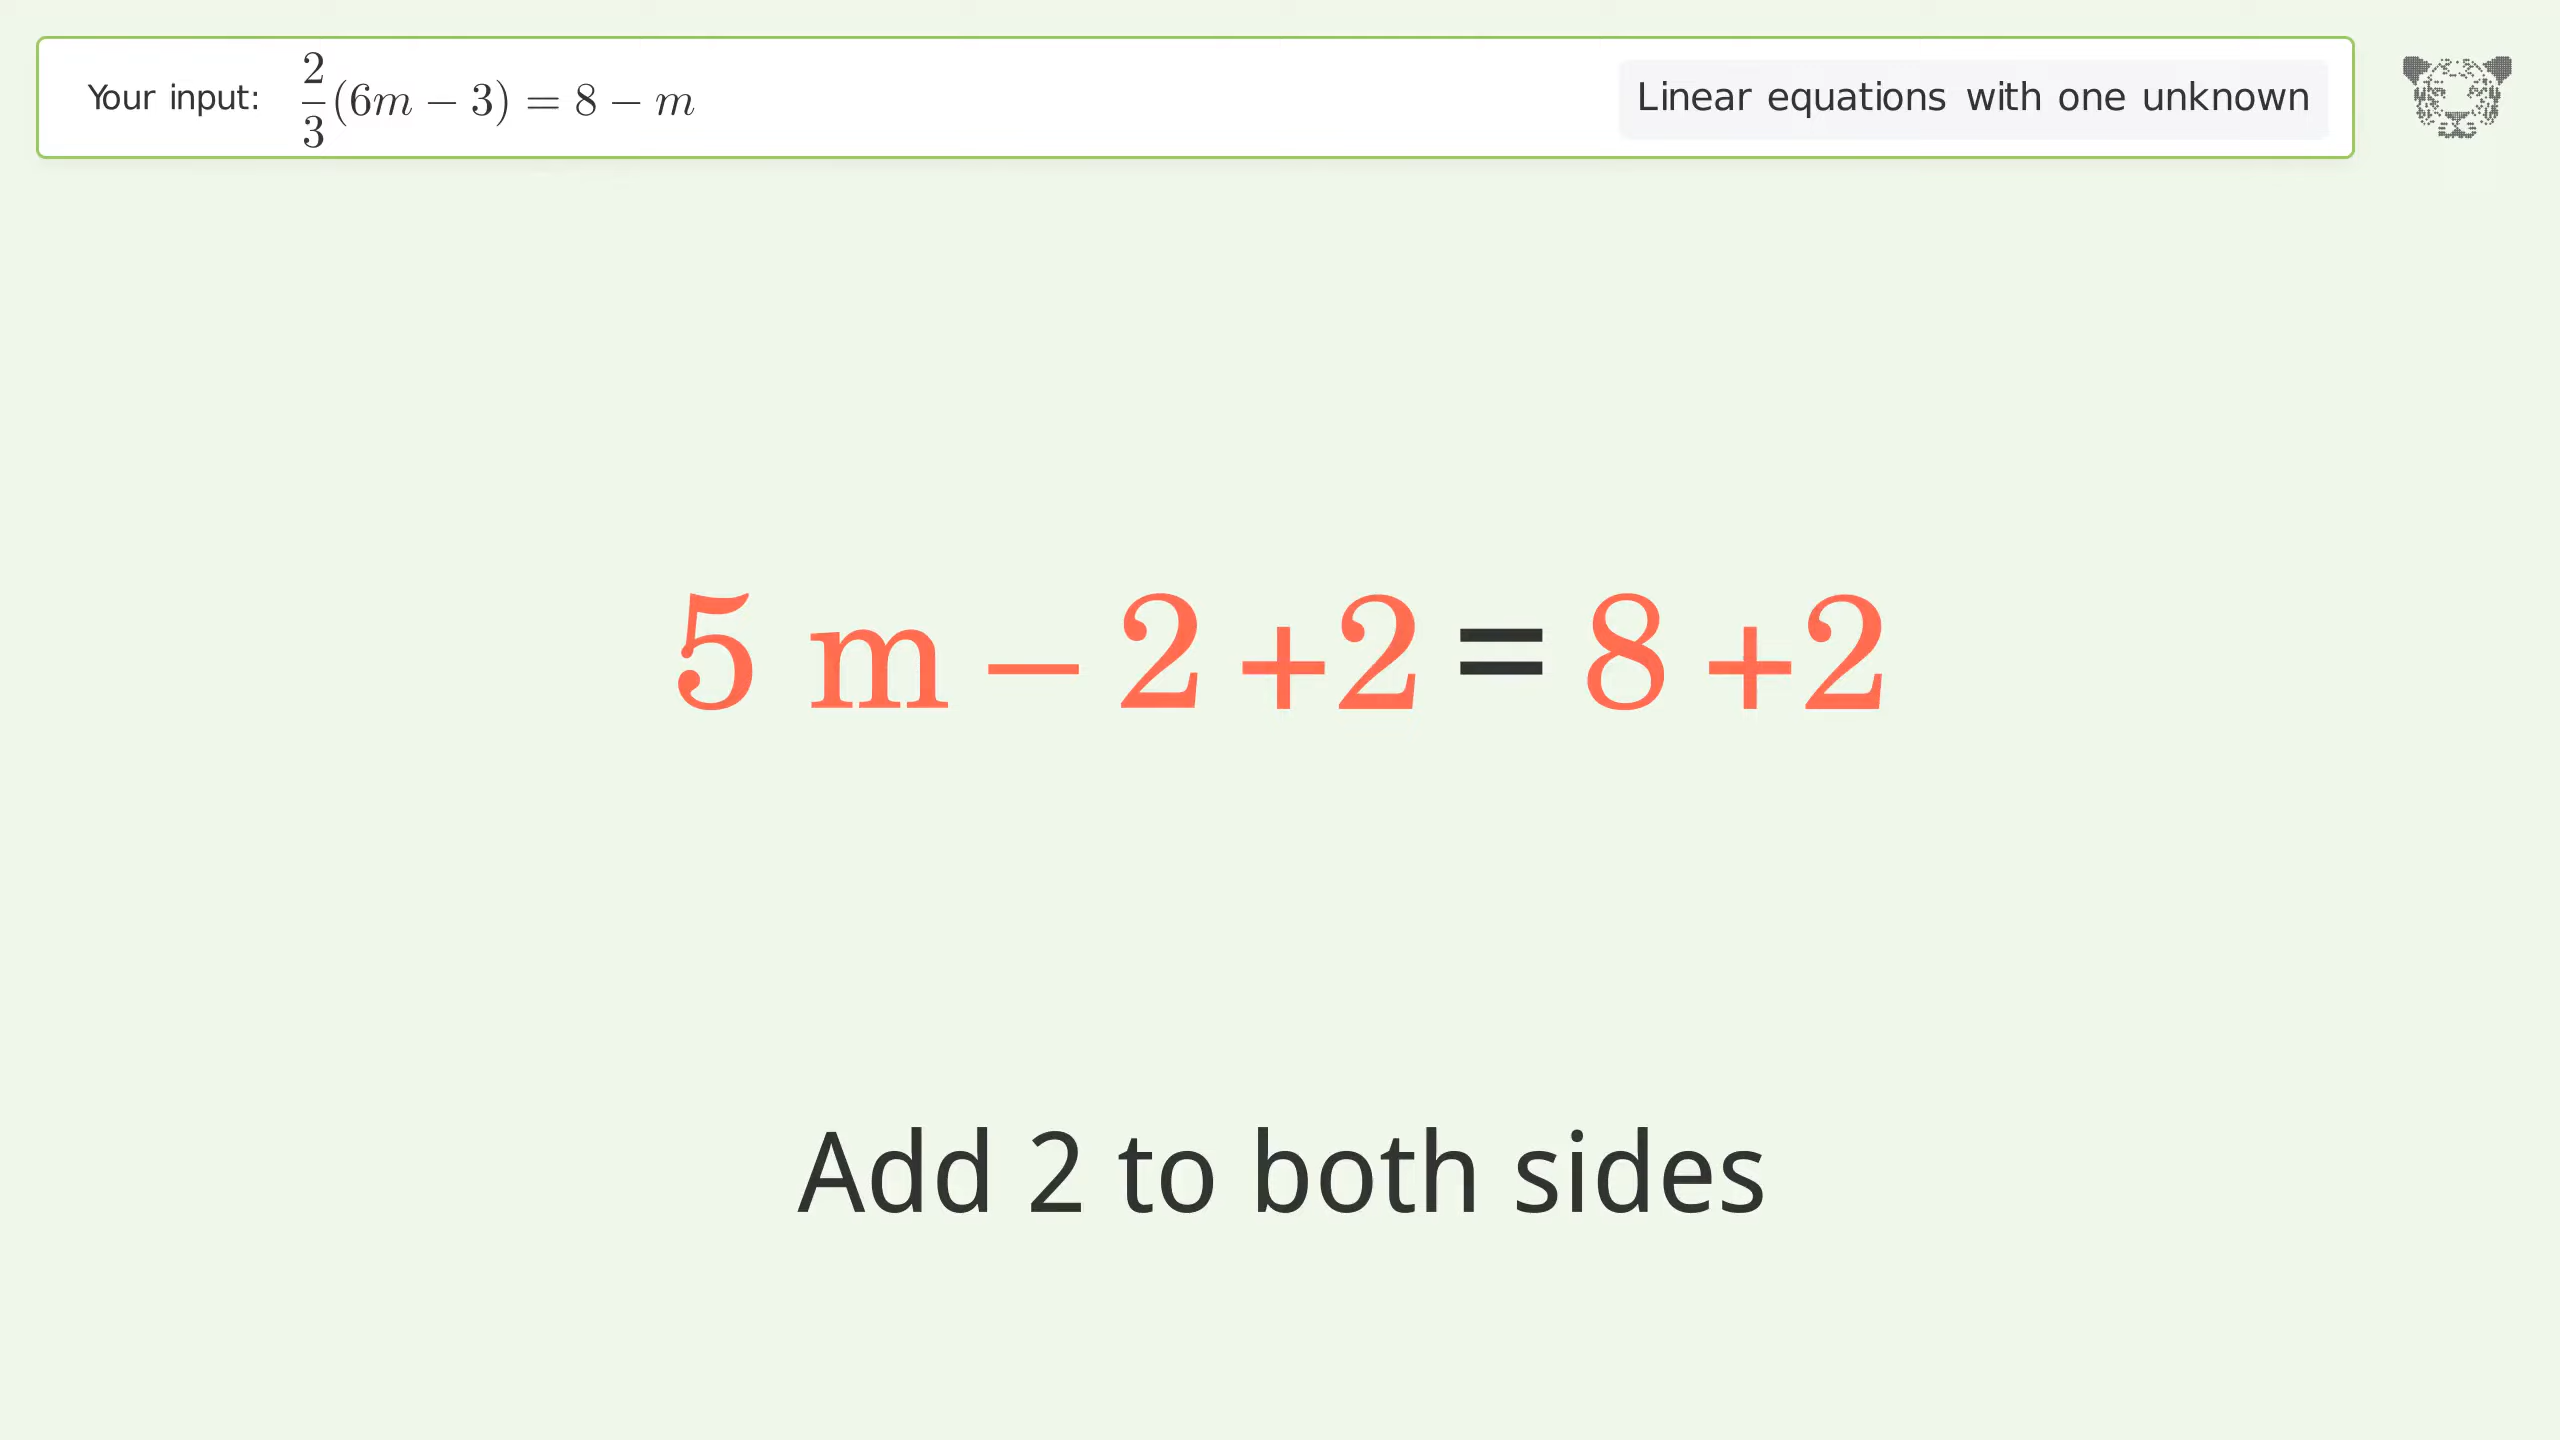 Your input: 2/3(6m − 3) = 8 − m
Linear equations with one unknown
5 m − 2 +2 = 8 +2
Add 2 to both sides